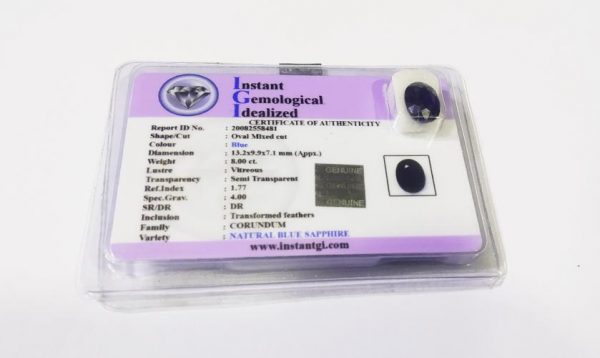 Instant
Gemological
Idealized
CERTIFICATE OF AUTHENTICITY
Report ID No. : 20082558481
Shape/Cut : Oval Mixed cut
Colour : Blue
Diamension : 13.2x9.9x7.1 mm (Appx.)
Weight : 8.00 ct.
Lustre : Vitreous
Transparency : Semi Transparent
Ref.Index : 1.77
Spec.Grav. : 4.00
SR/DR : DR
Inclusion : Transformed feathers
Family : CORUNDUM
Variety : NATURAL BLUE SAPPHIRE
www.instantgi.com
GENUINE
GENUINE